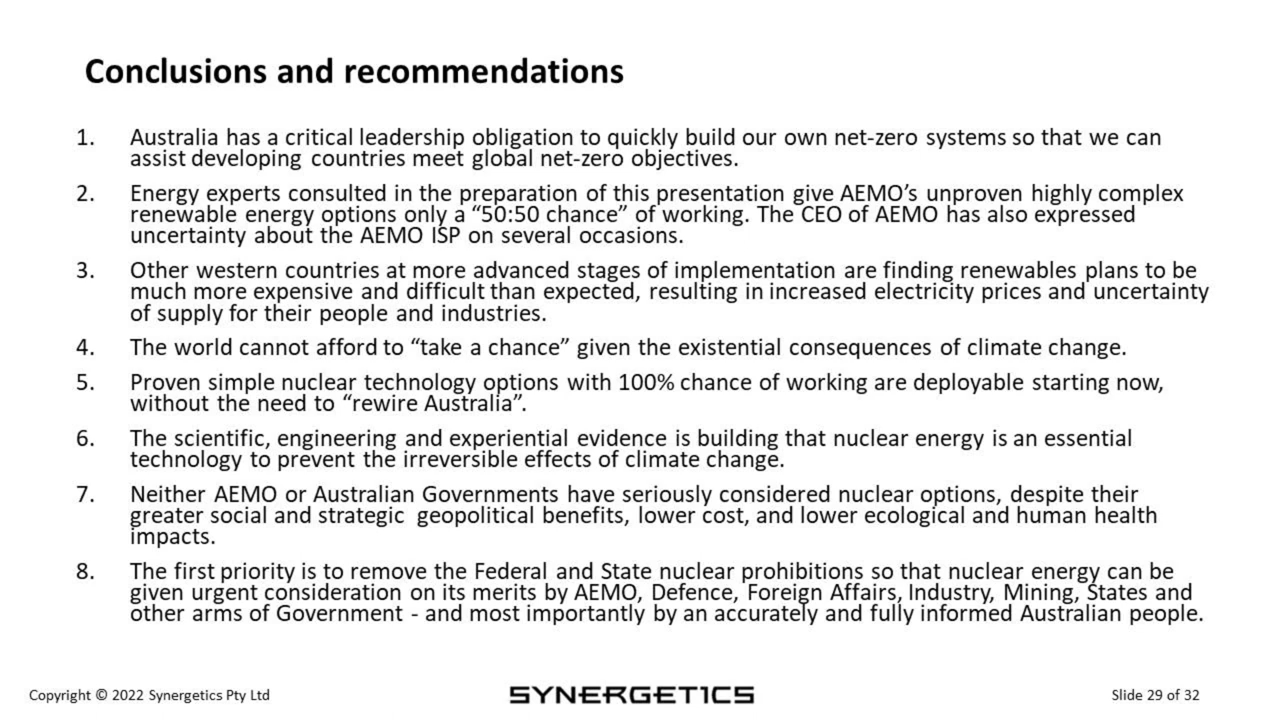 Conclusions and recommendations
1. Australia has a critical leadership obligation to quickly build our own net-zero systems so that we can
assist developing countries meet global net-zero objectives.
2. Energy experts consulted in the preparation of this presentation give AEMO’s unproven highly complex
renewable energy options only a “50:50 chance” of working. The CEO of AEMO has also expressed
uncertainty about the AEMO ISP on several occasions.
3. Other western countries at more advanced stages of implementation are finding renewables plans to be
much more expensive and difficult than expected, resulting in increased electricity prices and uncertainty
of supply for their people and industries.
4. The world cannot afford to “take a chance” given the existential consequences of climate change.
5. Proven simple nuclear technology options with 100% chance of working are deployable starting now,
without the need to “rewire Australia”.
6. The scientific, engineering and experiential evidence is building that nuclear energy is an essential
technology to prevent the irreversible effects of climate change.
7. Neither AEMO or Australian Governments have seriously considered nuclear options, despite their
greater social and strategic geopolitical benefits, lower cost, and lower ecological and human health
impacts.
8. The first priority is to remove the Federal and State nuclear prohibitions so that nuclear energy can be
given urgent consideration on its merits by AEMO, Defence, Foreign Affairs, Industry, Mining, States and
other arms of Government - and most importantly by an accurately and fully informed Australian people.
Copyright © 2022 Synergetics Pty Ltd
SYNERGETICS
Slide 29 of 32